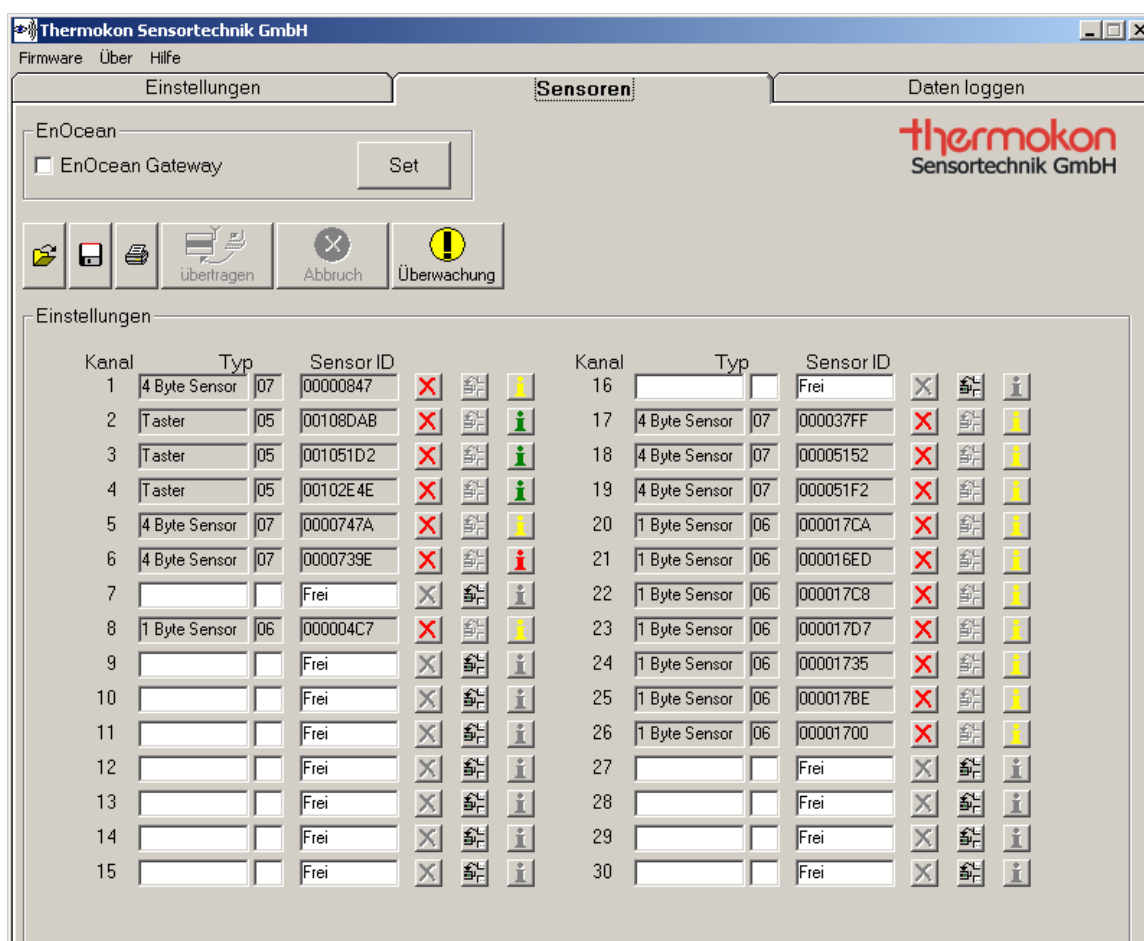 Thermokon Sensortechnik GmbH
Firmware Über Hilfe
Einstellungen Sensoren Daten loggen
EnOcean
EnOcean Gateway Set
thermokon
Sensortechnik GmbH
übertragen Abbruch Überwachung
Einstellungen
Kanal Typ Sensor ID Kanal Typ Sensor ID
1 4 Byte Sensor 07 00000847 16 Frei
2 Taster 05 00108DAB 17 4 Byte Sensor 07 000037FF
3 Taster 05 001051D2 18 4 Byte Sensor 07 00005152
4 Taster 05 00102E4E 19 4 Byte Sensor 07 000051F2
5 4 Byte Sensor 07 0000747A 20 1 Byte Sensor 06 000017CA
6 4 Byte Sensor 07 0000739E 21 1 Byte Sensor 06 000016ED
7 Frei 22 1 Byte Sensor 06 000017C8
8 1 Byte Sensor 06 000004C7 23 1 Byte Sensor 06 000017D7
9 Frei 24 1 Byte Sensor 06 00001735
10 Frei 25 1 Byte Sensor 06 000017BE
11 Frei 26 1 Byte Sensor 06 00001700
12 Frei 27 Frei
13 Frei 28 Frei
14 Frei 29 Frei
15 Frei 30 Frei